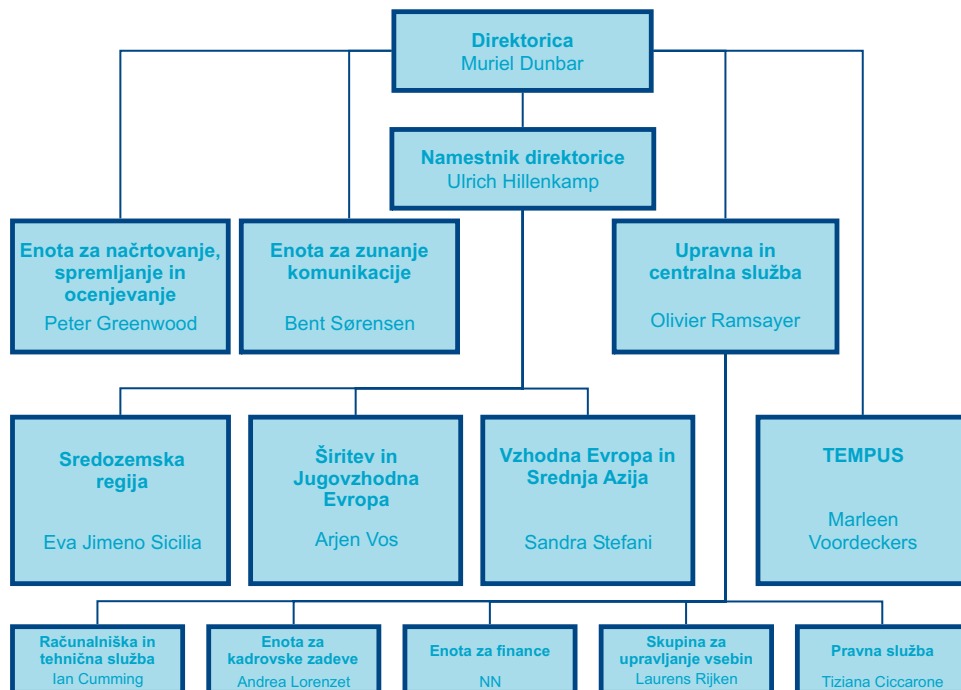 Direktorica
Muriel Dunbar
Namestnik direktorice
Ulrich Hillenkamp
Enota za načrtovanje,
spremljanje in
ocenjevanje
Peter Greenwood
Enota za zunanje
komunikacije
Bent Sørensen
Upravna in
centralna služba
Olivier Ramsayer
Sredozemska
regija
Eva Jimeno Sicilia
Širitev in
Jugovzhodna
Evropa
Arjen Vos
Vzhodna Evropa in
Srednja Azija
Sandra Stefani
TEMPUS
Marleen
Voordeckers
Računalniška in
tehnična služba
Ian Cumming
Enota za
kadrovske zadeve
Andrea Lorenzet
Enota za finance
NN
Skupina za
upravljanje vsebin
Laurens Rijken
Pravna služba
Tiziana Ciccarone